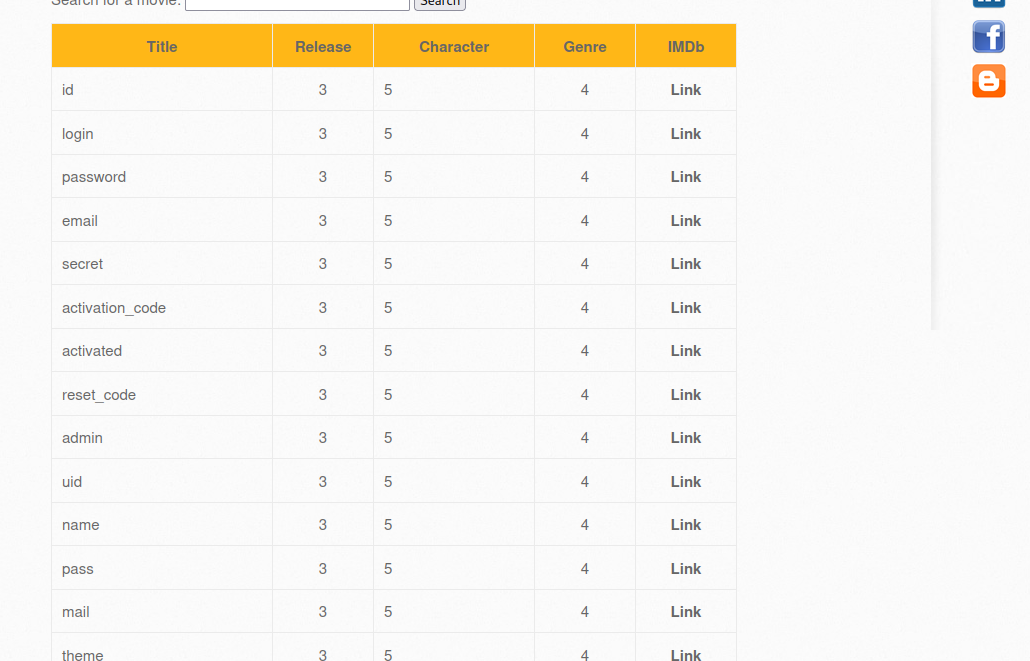 Search for a movie: Search
Title Release Character Genre IMDb
id 3 5 4 Link
login 3 5 4 Link
password 3 5 4 Link
email 3 5 4 Link
secret 3 5 4 Link
activation_code 3 5 4 Link
activated 3 5 4 Link
reset_code 3 5 4 Link
admin 3 5 4 Link
uid 3 5 4 Link
name 3 5 4 Link
pass 3 5 4 Link
mail 3 5 4 Link
theme 3 5 4 Link